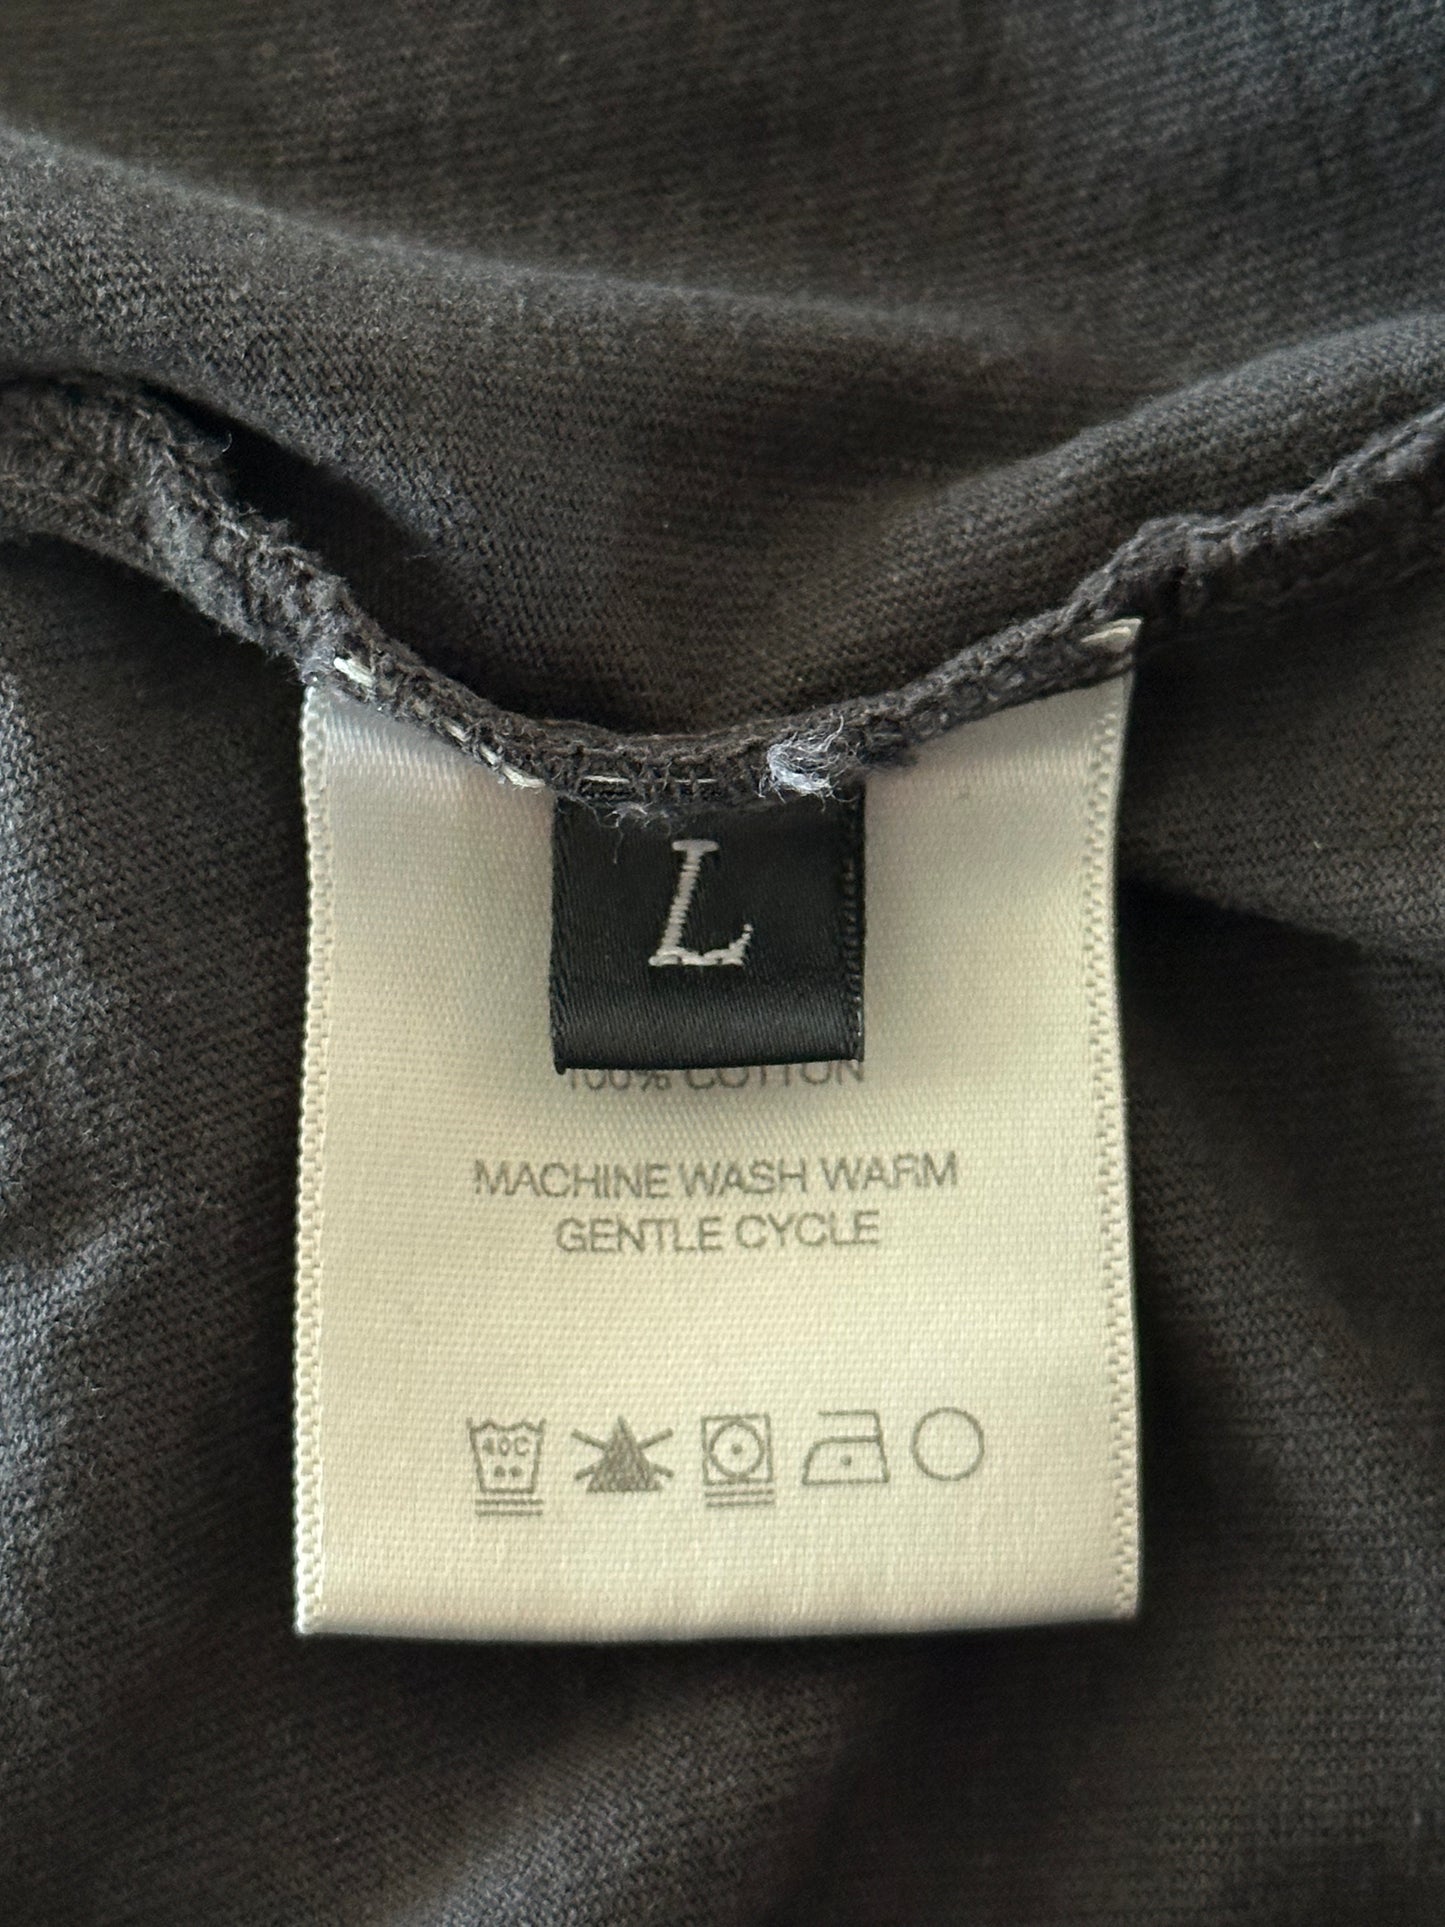 L
100% COTTON
MACHINE WASH WARM
GENTLE CYCLE
40C